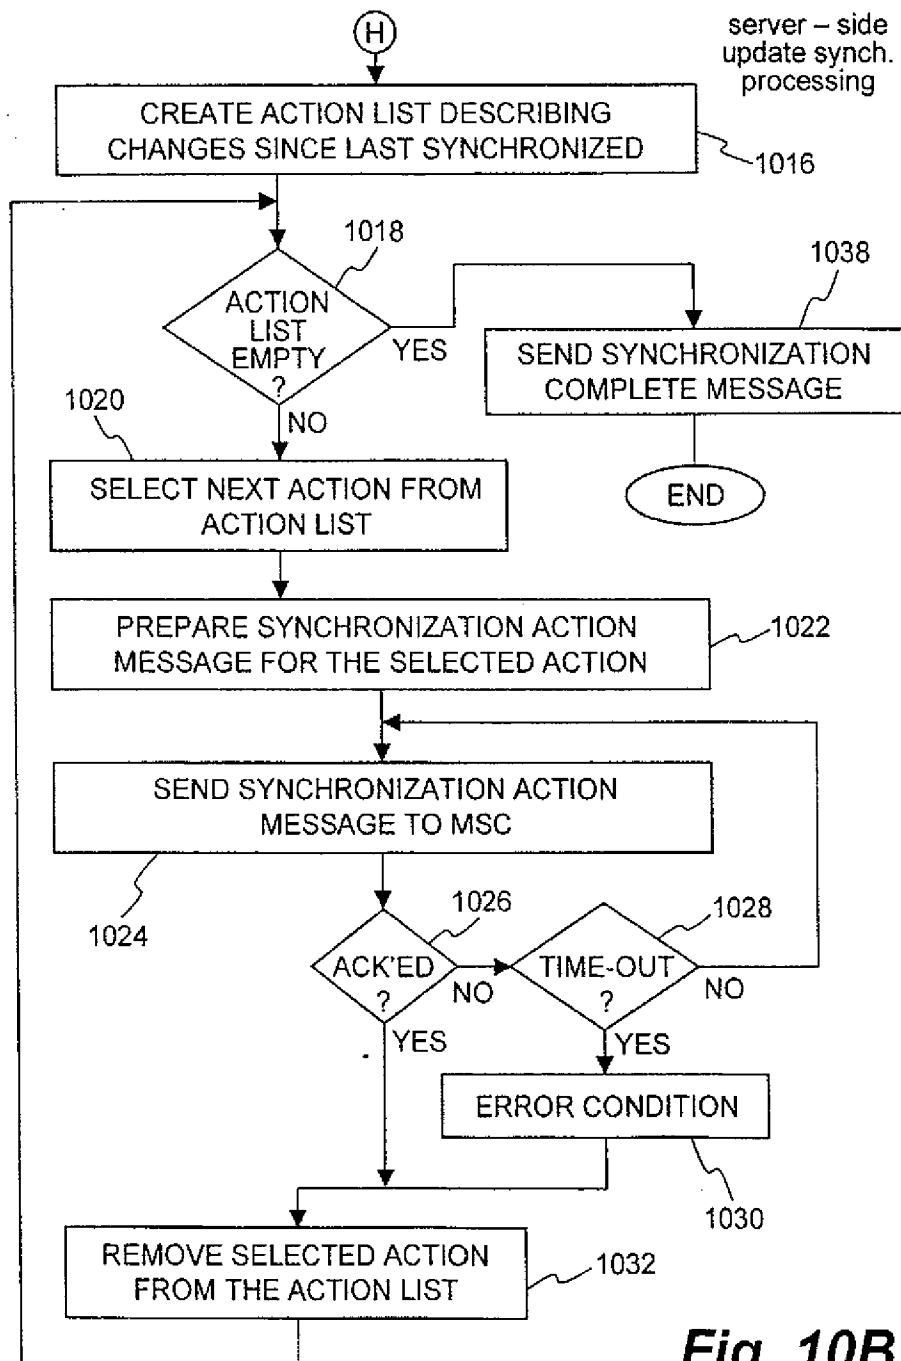 H
server – side
update synch.
processing
CREATE ACTION LIST DESCRIBING
CHANGES SINCE LAST SYNCHRONIZED
1016
1018
1038
ACTION
LIST
EMPTY
?
YES
SEND SYNCHRONIZATION
COMPLETE MESSAGE
1020
NO
SELECT NEXT ACTION FROM
ACTION LIST
END
PREPARE SYNCHRONIZATION ACTION
MESSAGE FOR THE SELECTED ACTION
1022
SEND SYNCHRONIZATION ACTION
MESSAGE TO MSC
1024
1026
1028
ACK'ED
?
NO
TIME-OUT
?
NO
YES
YES
ERROR CONDITION
1030
REMOVE SELECTED ACTION
FROM THE ACTION LIST
1032
Fig. 10B